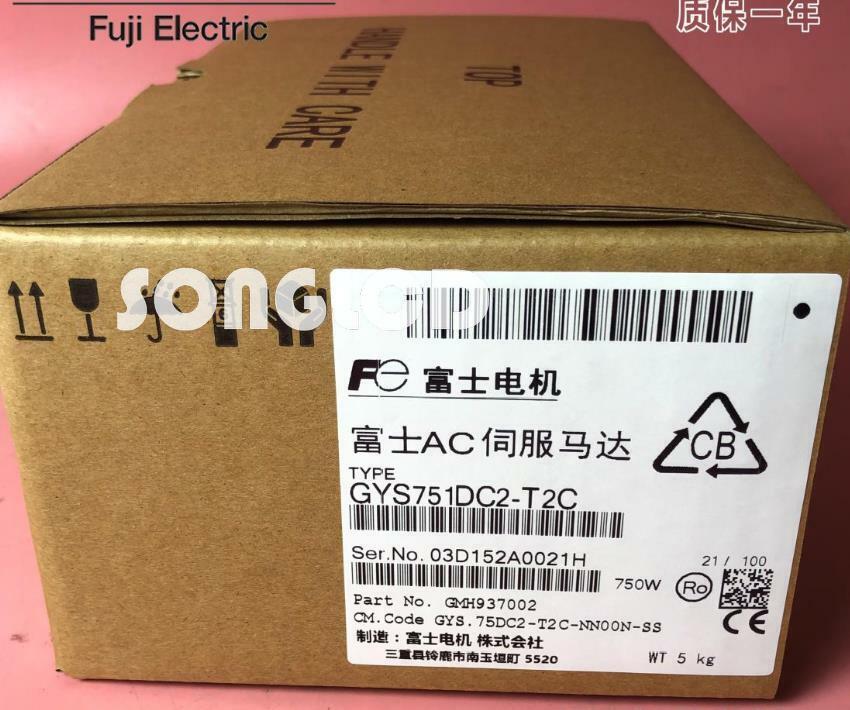 Fuji Electric
质保一年
TOP
HANDLE WITH CARE
SONGLOD
Fe 富士电机
富士AC伺服马达
CB
TYPE
GYS751DC2-T2C
Ser.No. 03D152A0021H
750W
Ro
21/ 100
Part No. GMH937002
CM.Code GYS.75DC2-T2C-NN00N-SS
CE
制造：富士电机 株式会社
三重县铃鹿市南玉垣町 5520
WT 5 kg